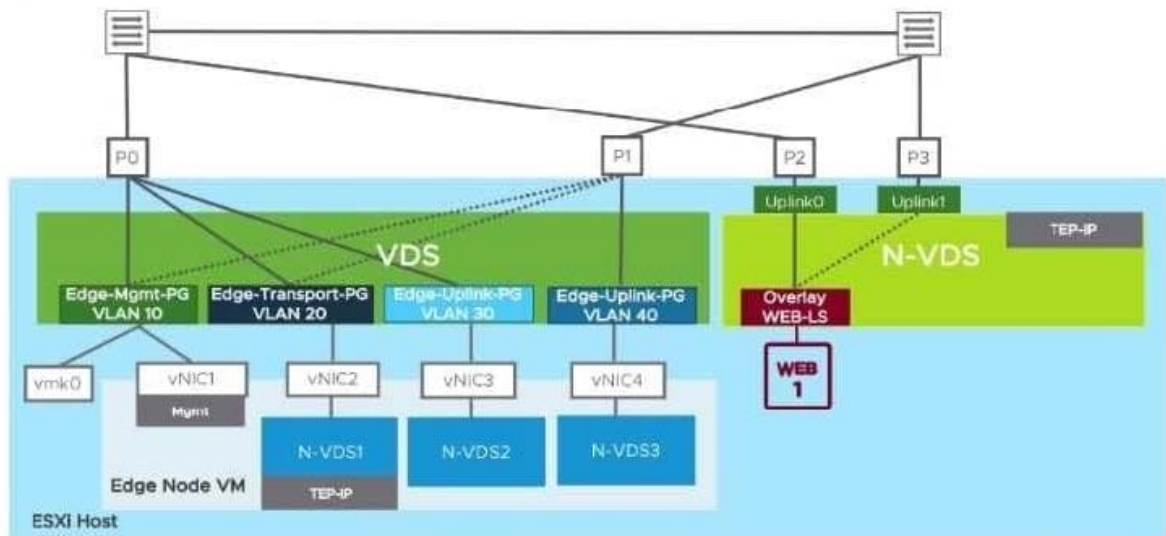 P0
P1
P2
P3
Uplink0
Uplink1
TEP-IP
VDS
N-VDS
Edge-Mgmt-PG
VLAN 10
Edge-Transport-PG
VLAN 20
Edge-Uplink-PG
VLAN 30
Edge-Uplink-PG
VLAN 40
Overlay
WEB-LS
vmk0
vNIC1
Mgmt
vNIC2
vNIC3
vNIC4
WEB
1
N-VDS1
TEP-IP
N-VDS2
N-VDS3
Edge Node VM
ESXi Host